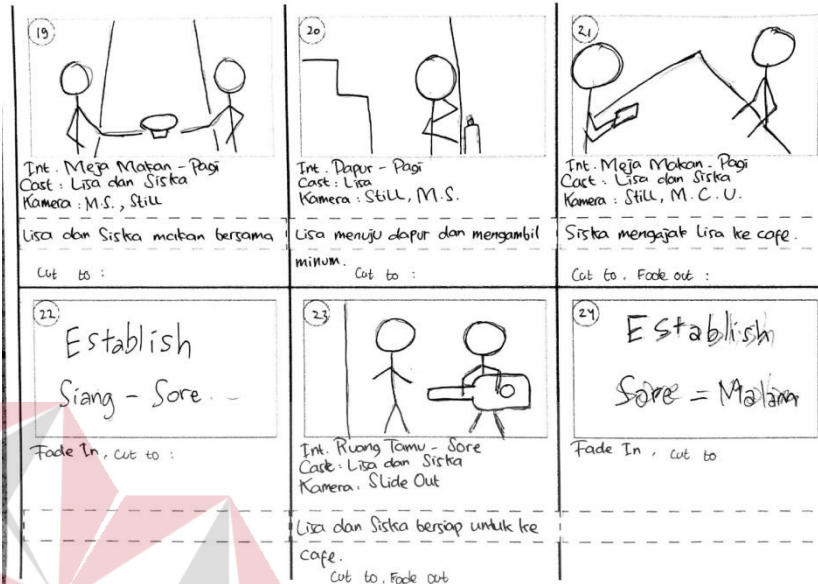 19
Int. Meja Makan - Pagi
Cast : Lisa dan Siska
Kamera : M.S., Still
Lisa dan Siska makan bersama
Cut to :
20
Int. Dapur - Pagi
Cast : Lisa
Kamera : Still, M.S.
Lisa menuju dapur dan mengambil
minum.
Cut to :
21
Int. Meja Makan - Pagi
Cast : Lisa dan Siska
Kamera : Still, M.C.U.
Siska mengajak Lisa ke cafe.
Cut to, Fade out :
22
Establish
Siang - Sore
Fade In, cut to :
23
Int. Ruang Tamu - Sore
Cast : Lisa dan Siska
Kamera. Slide Out
Lisa dan Siska bersiap untuk ke
cafe.
Cut to, Fade out
24
Establish
Sore = Malam
Fade In, cut to